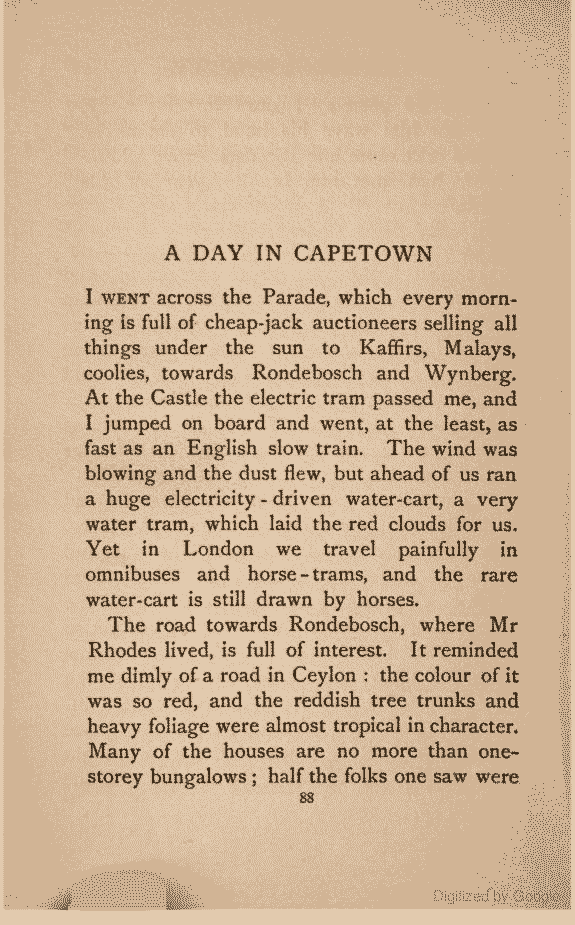 A DAY IN CAPETOWN
I WENT across the Parade, which every morn-
ing is full of cheap-jack auctioneers selling all
things under the sun to Kaffirs, Malays,
coolies, towards Rondebosch and Wynberg.
At the Castle the electric tram passed me, and
I jumped on board and went, at the least, as
fast as an English slow train. The wind was
blowing and the dust flew, but ahead of us ran
a huge electricity-driven water-cart, a very
water tram, which laid the red clouds for us.
Yet in London we travel painfully in
omnibuses and horse-trams, and the rare
water-cart is still drawn by horses.
The road towards Rondebosch, where Mr
Rhodes lived, is full of interest. It reminded
me dimly of a road in Ceylon : the colour of it
was so red, and the reddish tree trunks and
heavy foliage were almost tropical in character.
Many of the houses are no more than one-
storey bungalows ; half the folks one saw were
88
Digitized by Google